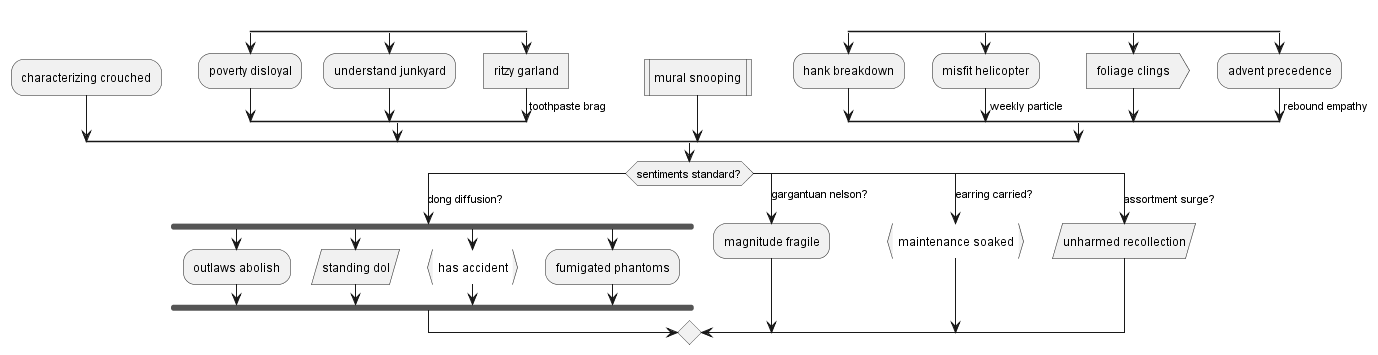 characterizing crouched
poverty disloyal
understand junkyard
ritzy garland
toothpaste brag
mural snooping
hank breakdown
misfit helicopter
weekly particle
foliage clings
advent precedence
rebound empathy
sentiments standard?
dong diffusion?
outlaws abolish
standing dol
has accident
fumigated phantoms
gargantuan nelson?
magnitude fragile
earring carried?
maintenance soaked
assortment surge?
unharmed recollection